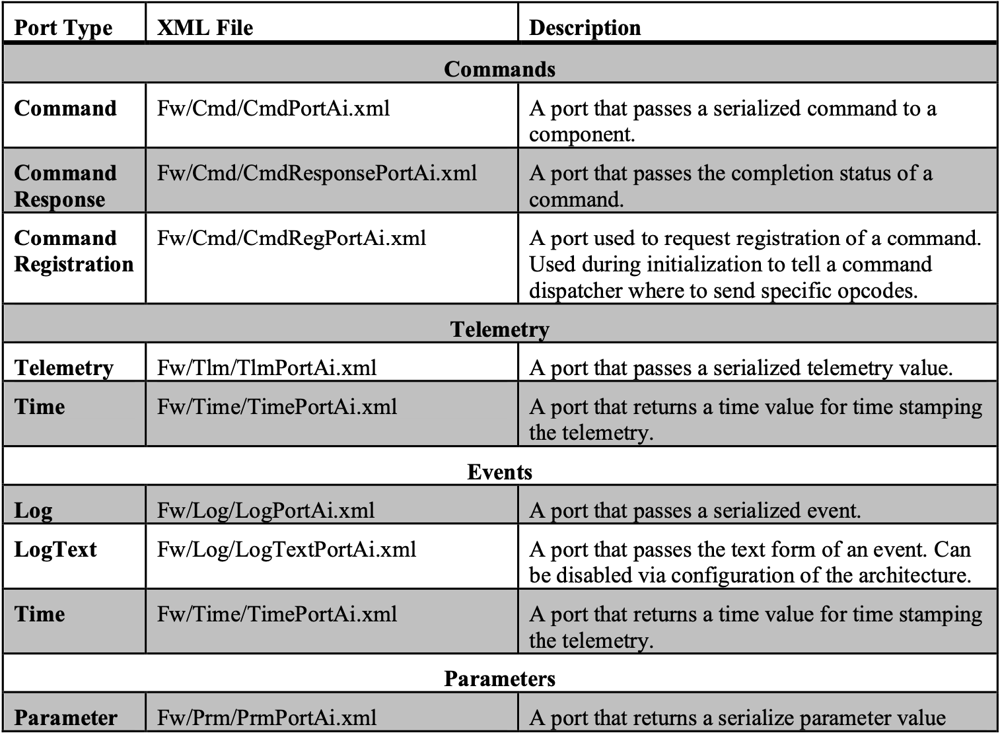 Port Type XML File Description
Commands
Command Fw/Cmd/CmdPortAi.xml A port that passes a serialized command to a
component.
Command Fw/Cmd/CmdResponsePortAi.xml A port that passes the completion status of a
Response command.
Command Fw/Cmd/CmdRegPortAi.xml A port used to request registration of a command.
Registration Used during initialization to tell a command
dispatcher where to send specific opcodes.
Telemetry
Telemetry Fw/Tlm/TlmPortAi.xml A port that passes a serialized telemetry value.
Time Fw/Time/TimePortAi.xml A port that returns a time value for time stamping
the telemetry.
Events
Log Fw/Log/LogPortAi.xml A port that passes a serialized event.
LogText Fw/Log/LogTextPortAi.xml A port that passes the text form of an event. Can
be disabled via configuration of the architecture.
Time Fw/Time/TimePortAi.xml A port that returns a time value for time stamping
the telemetry.
Parameters
Parameter Fw/Prm/PrmPortAi.xml A port that returns a serialize parameter value